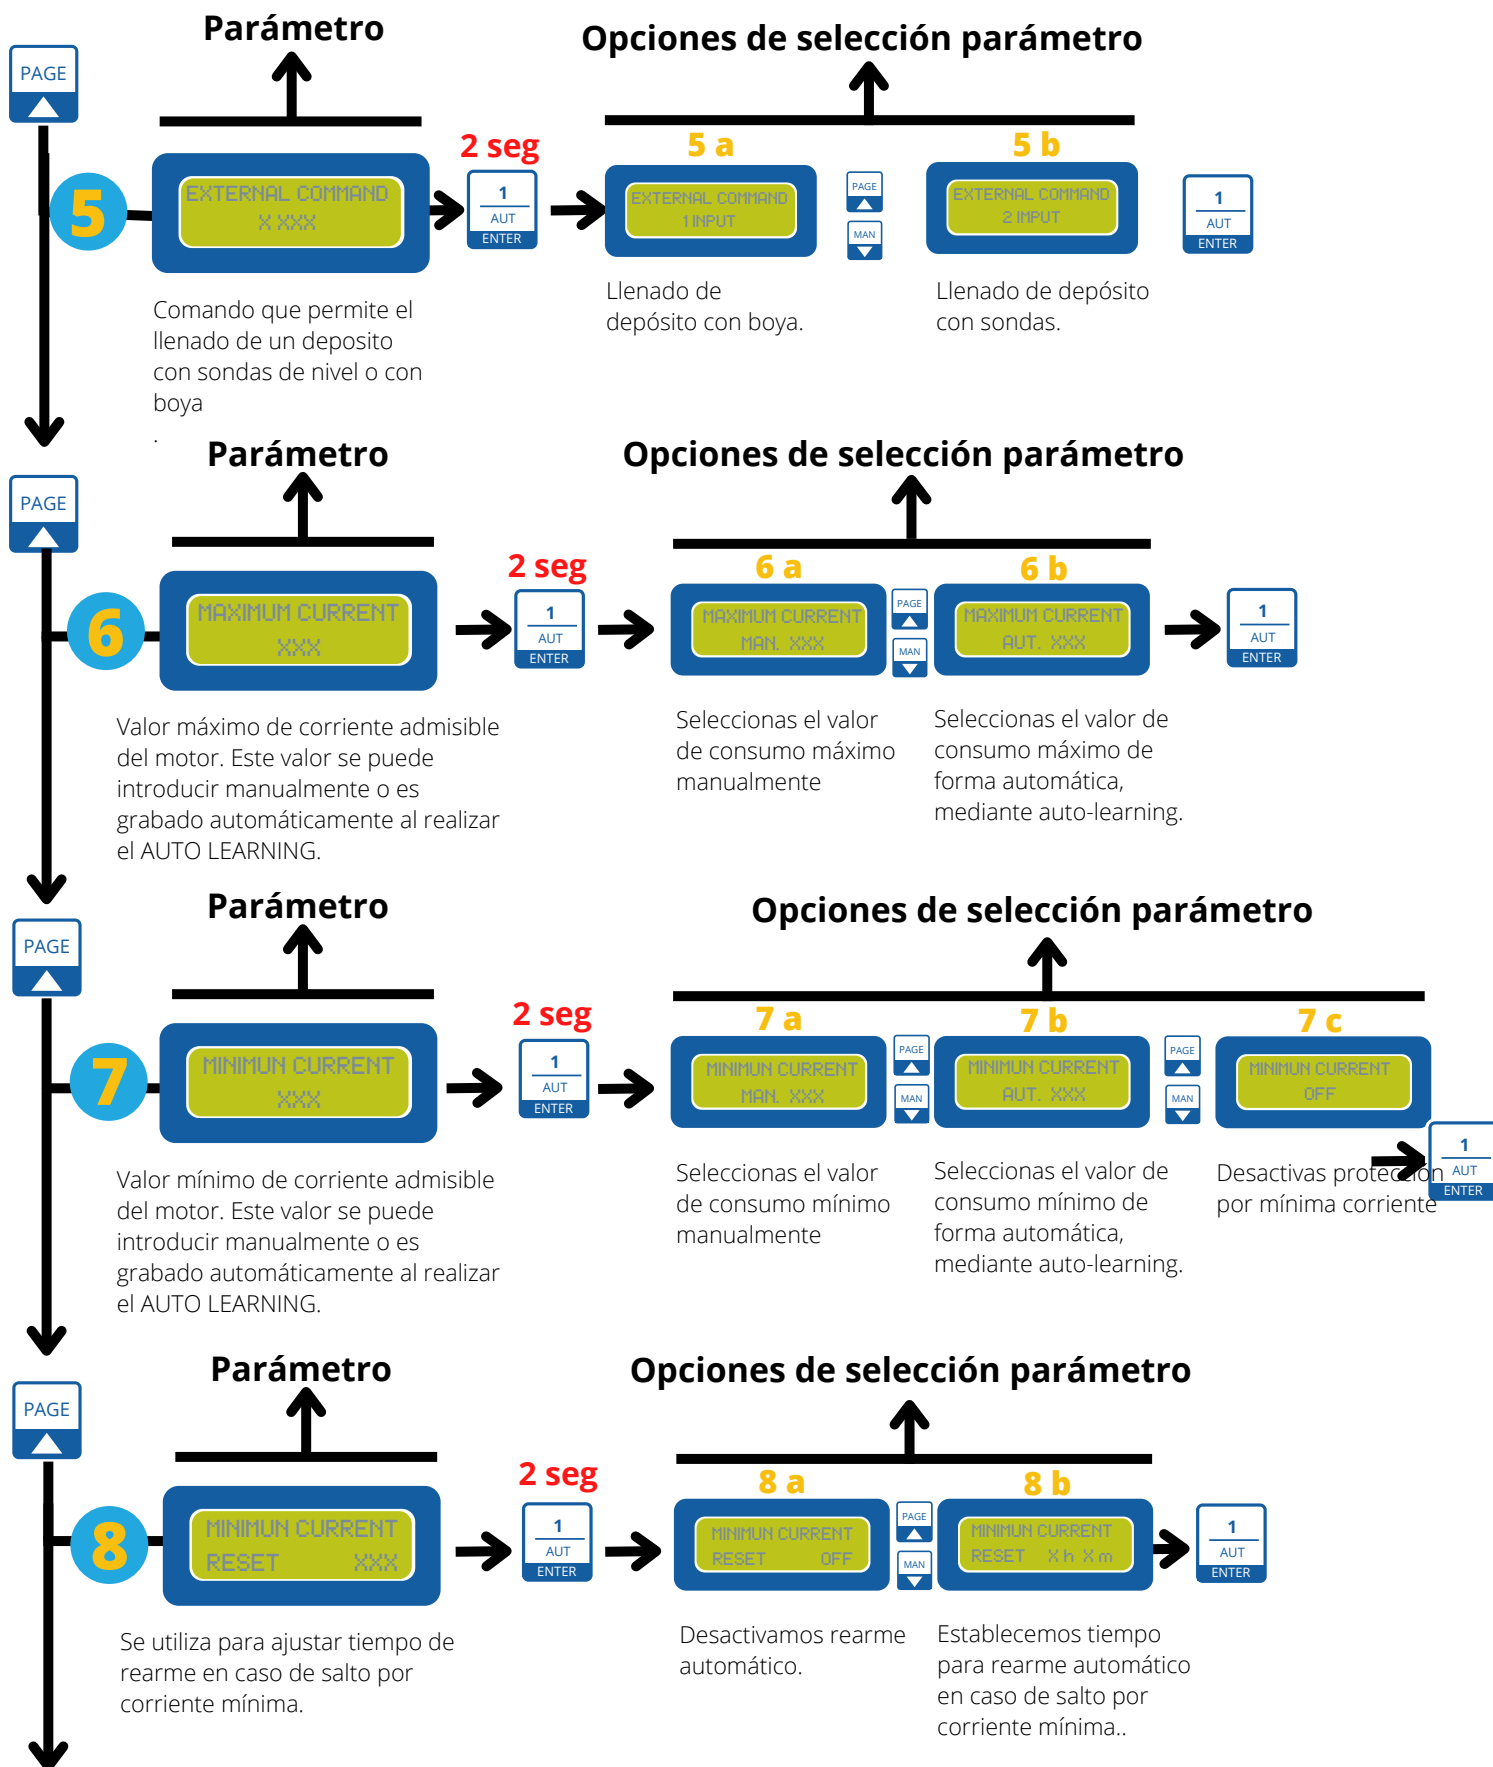 Parámetro
Opciones de selección parámetro
PAGE
2 seg
5 a
5 b
5
EXTERNAL COMMAND
X XXX
1
AUT
ENTER
EXTERNAL COMMAND
1 INPUT
PAGE
MAN
EXTERNAL COMMAND
2 IMPUT
1
AUT
ENTER
Comando que permite el
llenado de un deposito
con sondas de nivel o con
boya
.
Llenado de
depósito con boya.
Llenado de depósito
con sondas.
Parámetro
Opciones de selección parámetro
PAGE
2 seg
6 a
6 b
6
MAXIMUM CURRENT
XXX
1
AUT
ENTER
MAXIMUM CURRENT
MAN. XXX
PAGE
MAN
MAXIMUM CURRENT
AUT. XXX
1
AUT
ENTER
Valor máximo de corriente admisible
del motor. Este valor se puede
introducir manualmente o es
grabado automáticamente al realizar
el AUTO LEARNING.
Seleccionas el valor
de consumo máximo
manualmente
Seleccionas el valor de
consumo máximo de
forma automática,
mediante auto-learning.
Parámetro
Opciones de selección parámetro
PAGE
2 seg
7 a
7 b
7 c
7
MINIMUN CURRENT
XXX
1
AUT
ENTER
MINIMUN CURRENT
MAN. XXX
PAGE
MAN
MINIMUN CURRENT
AUT. XXX
PAGE
MAN
MINIMUN CURRENT
OFF
1
AUT
ENTER
Valor mínimo de corriente admisible
del motor. Este valor se puede
introducir manualmente o es
grabado automáticamente al realizar
el AUTO LEARNING.
Seleccionas el valor
de consumo mínimo
manualmente
Seleccionas el valor de
consumo mínimo de
forma automática,
mediante auto-learning.
Desactivas protección
por mínima corriente
Parámetro
Opciones de selección parámetro
PAGE
2 seg
8 a
8 b
8
MINIMUN CURRENT
RESET XXX
1
AUT
ENTER
MINIMUN CURRENT
RESET OFF
PAGE
MAN
MINIMUN CURRENT
RESET X h X m
1
AUT
ENTER
Se utiliza para ajustar tiempo de
rearme en caso de salto por
corriente mínima.
Desactivamos rearme
automático.
Establecemos tiempo
para rearme automático
en caso de salto por
corriente mínima..